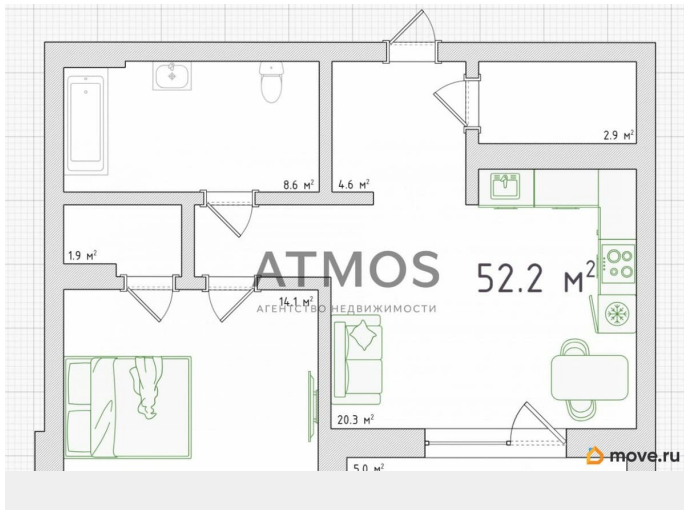 2.9 м²
8.6 м²
4.6 м²
1.9 м²
ATMOS
52.2 м²
14.1 м²
АГЕНТСТВО НЕДВИЖИМОСТИ
20.3 м²
move.ru
5.0 м²